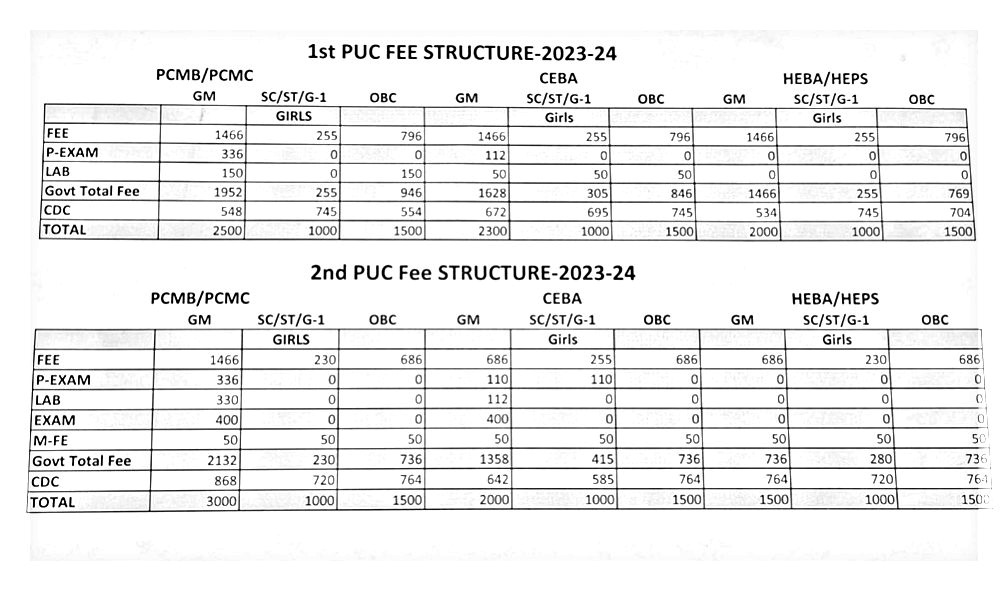 1st PUC FEE STRUCTURE-2023-24
PCMB/PCMC CEBA HEBA/HEPS
GM SC/ST/G-1 OBC GM SC/ST/G-1 OBC GM SC/ST/G-1 OBC
GIRLS Girls Girls
FEE 1466 255 796 1466 255 796 1466 255 796
P-EXAM 336 0 0 112 0 0 0 0 0
LAB 150 0 150 50 50 50 0 0 0
Govt Total Fee 1952 255 946 1628 305 846 1466 255 769
CDC 548 745 554 672 695 745 534 745 704
TOTAL 2500 1000 1500 2300 1000 1500 2000 1000 1500
2nd PUC Fee STRUCTURE-2023-24
PCMB/PCMC CEBA HEBA/HEPS
GM SC/ST/G-1 OBC GM SC/ST/G-1 OBC GM SC/ST/G-1 OBC
GIRLS Girls Girls
FEE 1466 230 686 686 255 686 686 230 686
P-EXAM 336 0 0 110 110 0 0 0 0
LAB 330 0 0 112 0 0 0 0 0
EXAM 400 0 0 400 0 0 0 0 0
M-FE 50 50 50 50 50 50 50 50 50
Govt Total Fee 2132 230 736 1358 415 736 736 280 736
CDC 868 720 764 642 585 764 764 720 764
TOTAL 3000 1000 1500 2000 1000 1500 1500 1000 1500